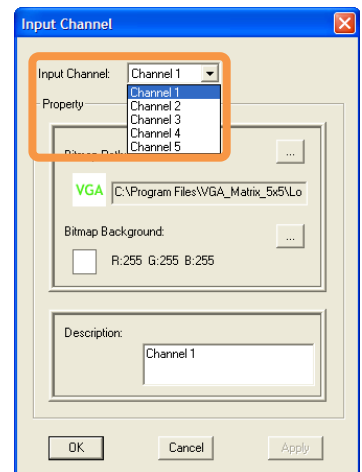 Input Channel
Input Channel: Channel 1
Channel 1
Channel 2
Channel 3
Channel 4
Channel 5
Property
Bitmap
...
VGA C:\Program Files\VGA_Matrix_5x5\Lo
Bitmap Background:
...
R:255 G:255 B:255
Description:
Channel 1
OK Cancel Apply